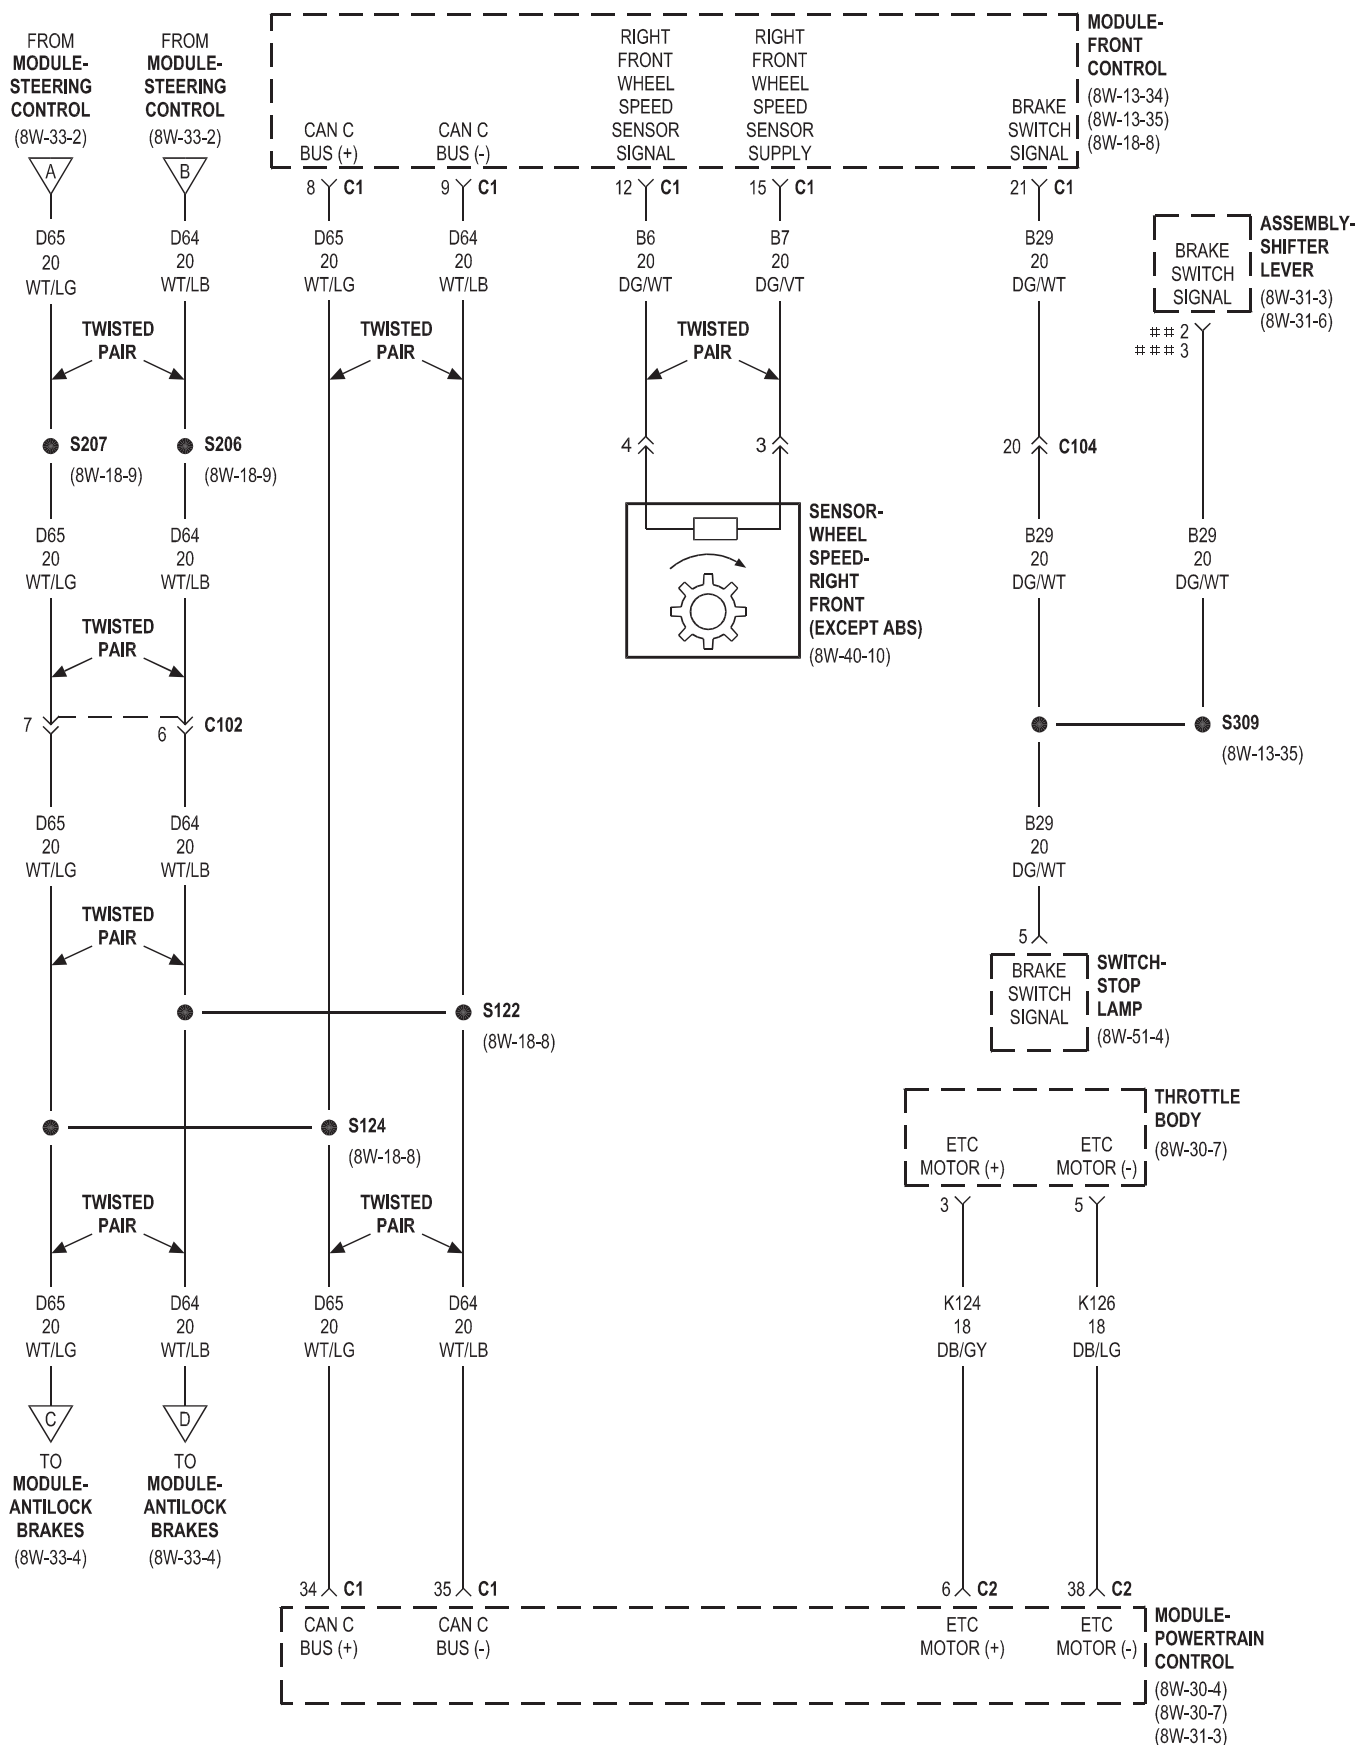 FROM
MODULE-
STEERING
CONTROL
(8W-33-2)
A
FROM
MODULE-
STEERING
CONTROL
(8W-33-2)
B
CAN C
BUS (+)
CAN C
BUS (-)
RIGHT
FRONT
WHEEL
SPEED
SENSOR
SIGNAL
RIGHT
FRONT
WHEEL
SPEED
SENSOR
SUPPLY
BRAKE
SWITCH
SIGNAL
MODULE-
FRONT
CONTROL
(8W-13-34)
(8W-13-35)
(8W-18-8)
8 C1
9 C1
12 C1
15 C1
21 C1
D65
20
WT/LG
D64
20
WT/LB
D65
20
WT/LG
D64
20
WT/LB
B6
20
DG/WT
B7
20
DG/VT
B29
20
DG/WT
BRAKE
SWITCH
SIGNAL
ASSEMBLY-
SHIFTER
LEVER
(8W-31-3)
(8W-31-6)
## 2
### 3
TWISTED
PAIR
TWISTED
PAIR
TWISTED
PAIR
S207
(8W-18-9)
S206
(8W-18-9)
4
3
20 C104
D65
20
WT/LG
D64
20
WT/LB
SENSOR-
WHEEL
SPEED-
RIGHT
FRONT
(EXCEPT ABS)
(8W-40-10)
B29
20
DG/WT
B29
20
DG/WT
TWISTED
PAIR
7
6
C102
S309
(8W-13-35)
D65
20
WT/LG
D64
20
WT/LB
B29
20
DG/WT
TWISTED
PAIR
5
BRAKE
SWITCH
SIGNAL
SWITCH-
STOP
LAMP
(8W-51-4)
S122
(8W-18-8)
S124
(8W-18-8)
ETC
MOTOR (+)
ETC
MOTOR (-)
THROTTLE
BODY
(8W-30-7)
3
5
TWISTED
PAIR
TWISTED
PAIR
D65
20
WT/LG
D64
20
WT/LB
D65
20
WT/LG
D64
20
WT/LB
K124
18
DB/GY
K126
18
DB/LG
C
TO
MODULE-
ANTILOCK
BRAKES
(8W-33-4)
D
TO
MODULE-
ANTILOCK
BRAKES
(8W-33-4)
34 C1
35 C1
6 C2
38 C2
CAN C
BUS (+)
CAN C
BUS (-)
ETC
MOTOR (+)
ETC
MOTOR (-)
MODULE-
POWERTRAIN
CONTROL
(8W-30-4)
(8W-30-7)
(8W-31-3)